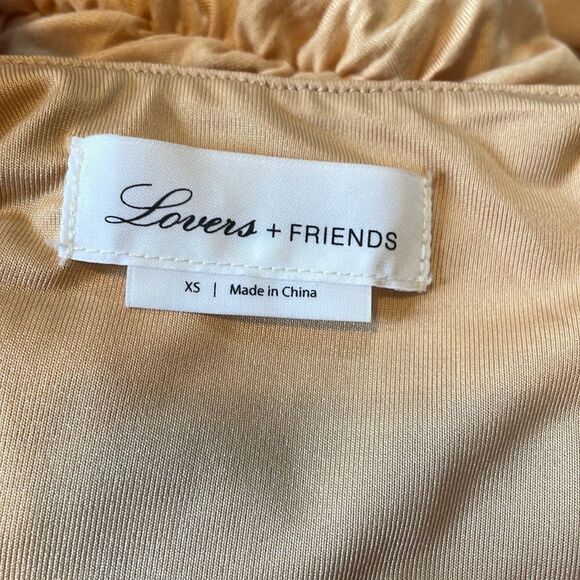 Lovers + FRIENDS
XS | Made in China